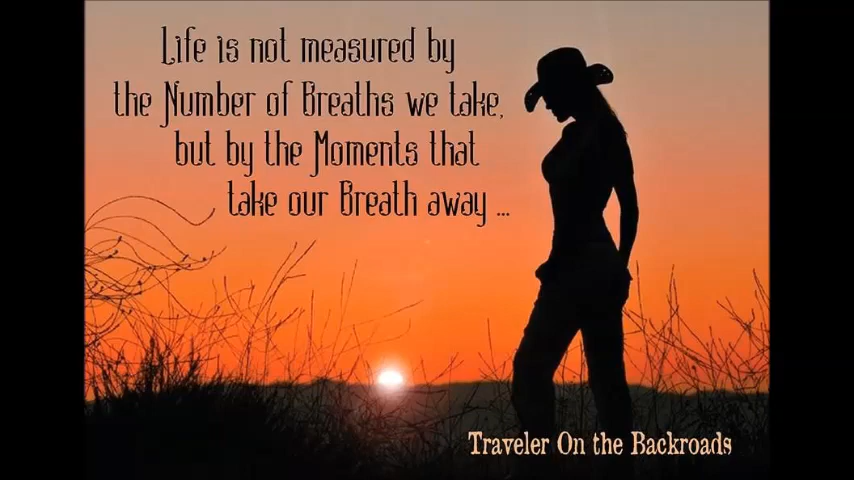 Life is not measured by
the Number of Breaths we take,
but by the Moments that
take our Breath away ...
Traveler On the Backroads